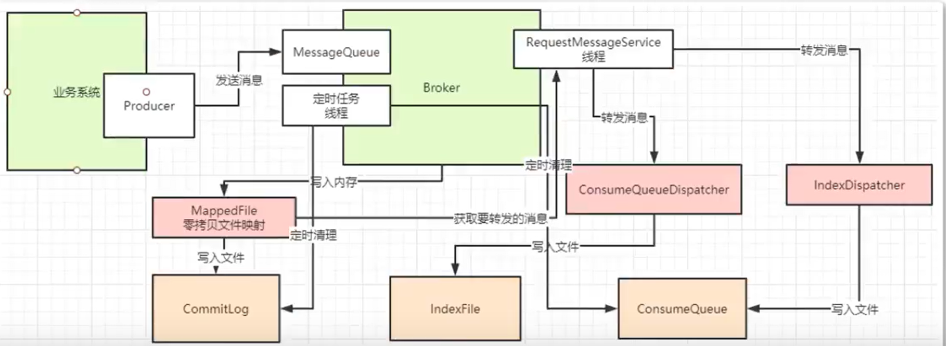 业务系统
Producer
发送消息
MessageQueue
定时任务
线程
Broker
RequestMessageService
线程
转发消息
转发消息
定时清理
ConsumeQueueDispatcher
IndexDispatcher
写入内存
MappedFile
零拷贝文件映射
获取要转发的消息
定时清理
写入文件
写入文件
CommitLog
IndexFile
ConsumeQueue
写入文件